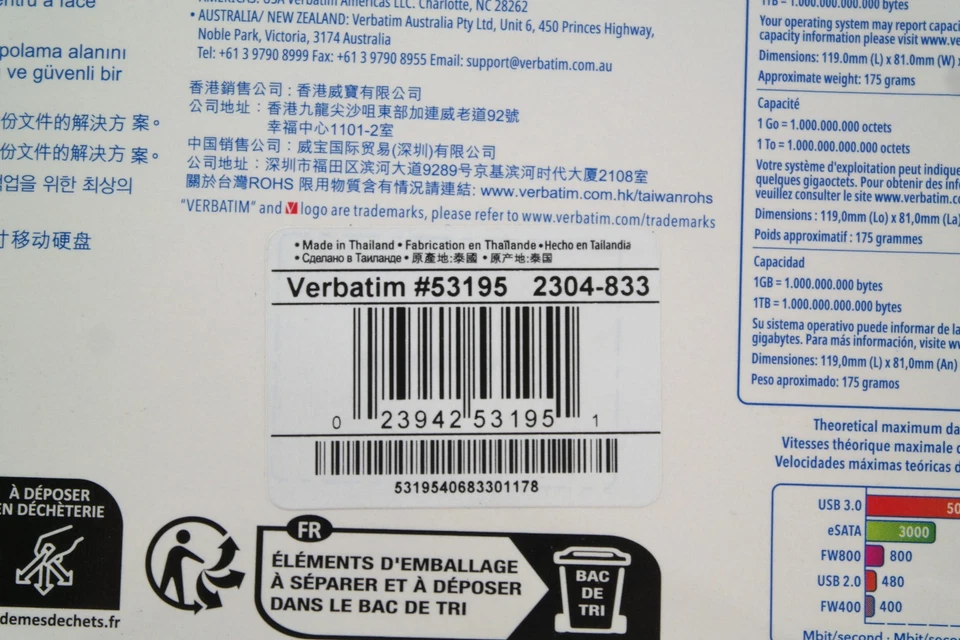 AMERICAS: USA Verbatim Americas LLC. Charlotte, NC 28262
• AUSTRALIA/ NEW ZEALAND: Verbatim Australia Pty Ltd, Unit 6, 450 Princes Highway,
Noble Park, Victoria, 3174 Australia
Tel: +61 3 9790 8999 Fax: +61 3 9790 8955 Email: support@verbatim.com.au
香港銷售公司：香港威寶有限公司
公司地址：香港九龍尖沙咀東部加連威老道92號
幸福中心1101-2室
中国销售公司：威宝国际贸易(深圳)有限公司
公司地址：深圳市福田区滨河大道9289号京基滨河时代大厦2108室
關於台灣ROHS 限用物質含有情況請連結: www.verbatim.com.hk/taiwanrohs
"VERBATIM" and logo are trademarks, please refer to www.verbatim.com/trademarks
à face
polama alanını
ve güvenli bir
份文件的解决方 案。
份文件的解決方 案。
업을 위한 최상의
寸移动硬盘
• Made in Thailand • Fabrication en Thaïlande • Hecho en Tailandia
• Сделано в Таиланде • 原產地:泰國 • 原产地:泰国
Verbatim #53195 2304-833
0 23942 53195 1
5319540683301178
1TB = 1.000.000.000.000 bytes
Your operating system may report
capacity information please visit
Dimensions: 119.0mm (L) x 81.0mm (W) x
Approximate weight: 175 grams
Capacité
1 Go = 1.000.000.000 octets
1 To = 1.000.000.000.000 octets
Votre système d'exploitation peut
quelques gigaoctets. Pour obtenir des
veuillez consulter le site
Dimensions : 119,0mm (Lo) x 81,0mm (La)
Poids approximatif : 175 grammes
Capacidad
1GB = 1.000.000.000 bytes
1TB = 1.000.000.000.000 bytes
Su sistema operativo puede informar de
gigabytes. Para más información, visite
Dimensiones: 119,0mm (L) x 81,0mm (An)
Peso aproximado: 175 gramos
Theoretical maximum
Vitesses théorique maximale
Velocidades máximas teóricas
USB 3.0
eSATA 3000
FW800 800
USB 2.0 480
FW400 400
Mbit/second
À DÉPOSER
EN DÉCHÈTERIE
demesdechets.fr
FR
ÉLÉMENTS D'EMBALLAGE
À SÉPARER ET À DÉPOSER
DANS LE BAC DE TRI
BAC
DE
TRI